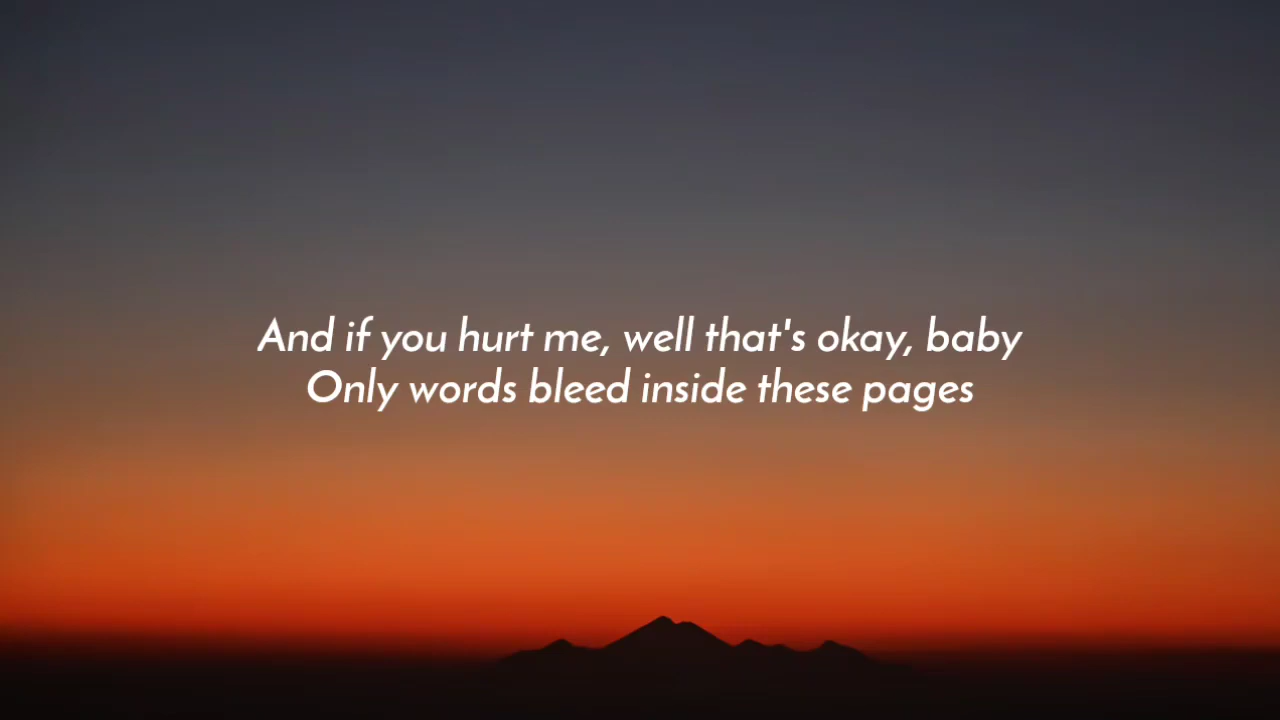 And if you hurt me, well that's okay, baby
Only words bleed inside these pages